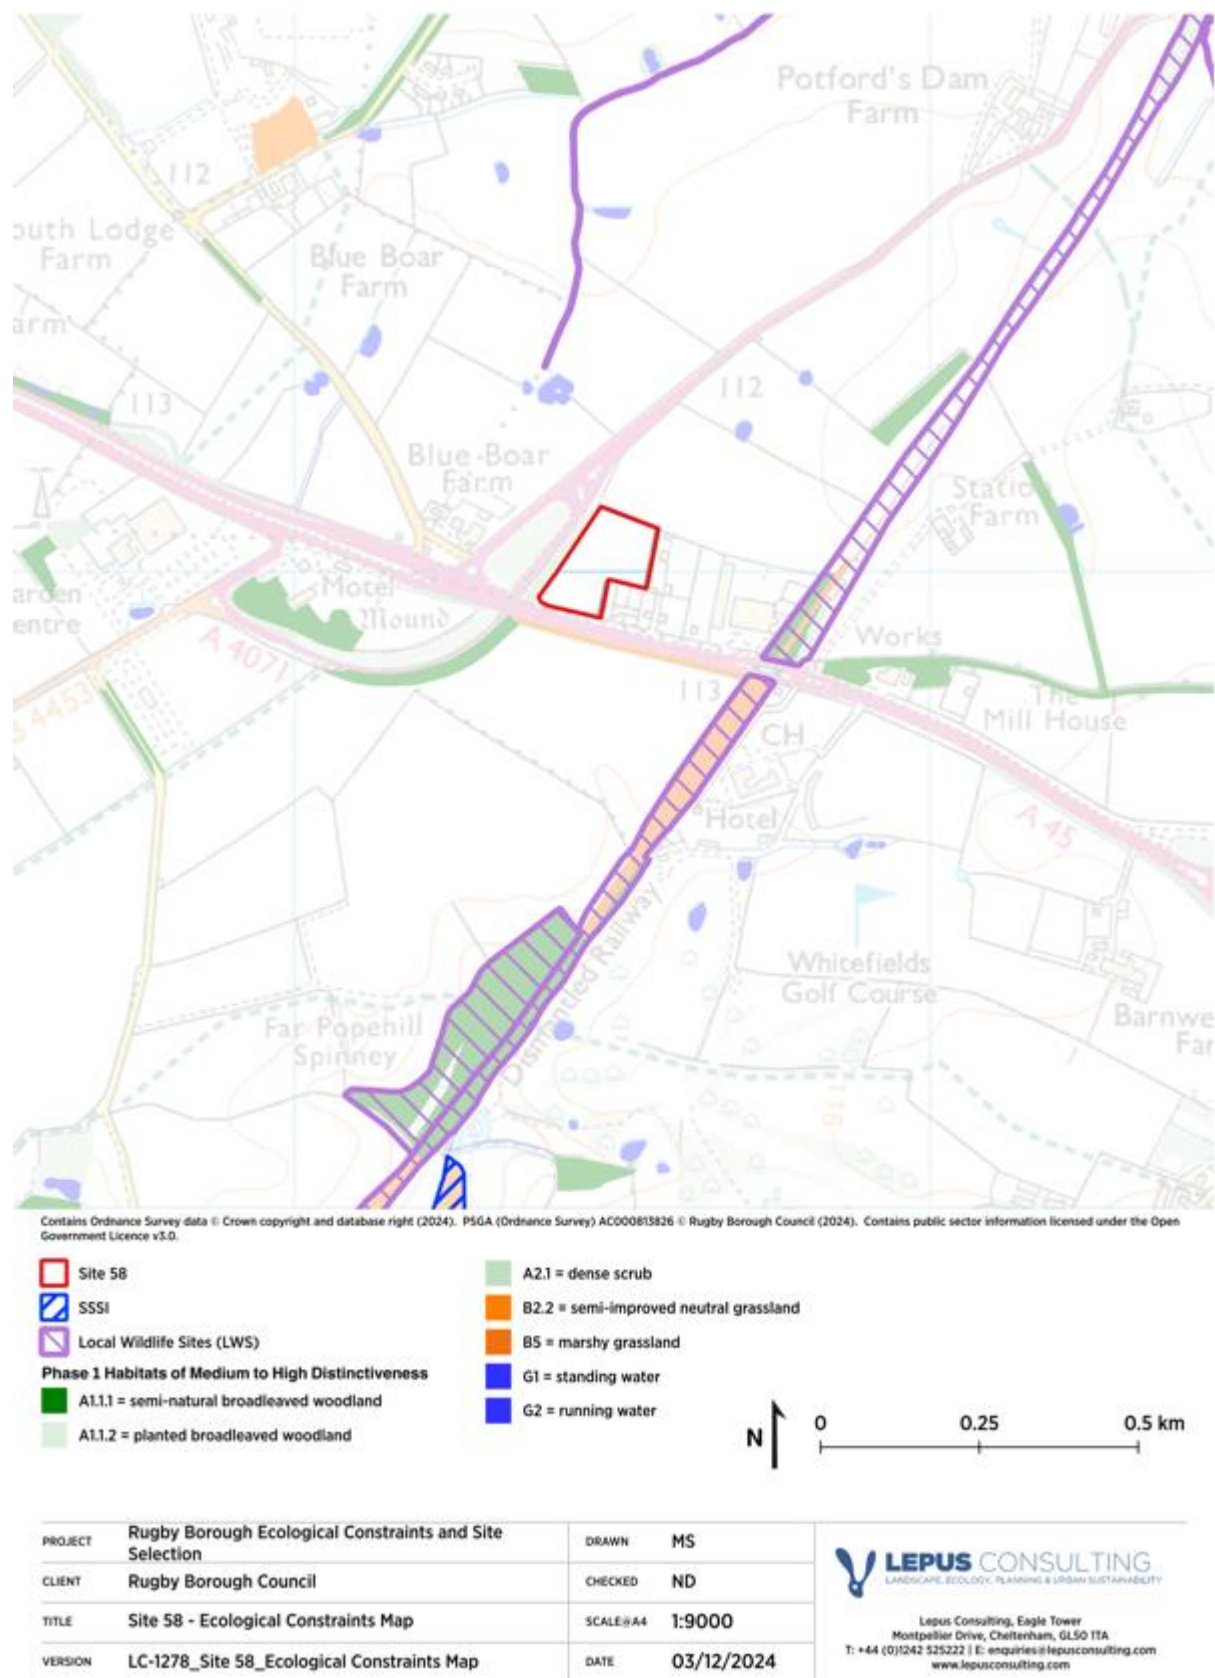 Potford's Dam
Farm
112
outh Lodge
Farm
Blue Boar
Farm
arm
113
112
Blue Boar
Farm
Station
Farm
Motel
Mound
arden
entre
A 4071
Works
B 4453
113
The
Mill House
CH
Hotel
A 45
Dismantled Railway
Whitefields
Golf Course
Far Popehill
Spinney
Barnwe
Far
116
Contains Ordnance Survey data © Crown copyright and database right (2024). PSGA (Ordnance Survey) AC000813826 © Rugby Borough Council (2024). Contains public sector information licensed under the Open
Government Licence v3.0.
Site 58
SSSI
Local Wildlife Sites (LWS)
Phase 1 Habitats of Medium to High Distinctiveness
A1.1.1 = semi-natural broadleaved woodland
A1.1.2 = planted broadleaved woodland
A2.1 = dense scrub
B2.2 = semi-improved neutral grassland
B5 = marshy grassland
G1 = standing water
G2 = running water
N
0 0.25 0.5 km
PROJECT Rugby Borough Ecological Constraints and Site
Selection
CLIENT Rugby Borough Council
TITLE Site 58 - Ecological Constraints Map
VERSION LC-1278_Site 58_Ecological Constraints Map
DRAWN MS
CHECKED ND
SCALE@A4 1:9000
DATE 03/12/2024
LEPUS CONSULTING
LANDSCAPE, ECOLOGY, PLANNING & URBAN SUSTAINABILITY
Lepus Consulting, Eagle Tower
Montpellier Drive, Cheltenham, GL50 1TA
T: +44 (0)1242 525222 | E: enquiries@lepusconsulting.com
www.lepusconsulting.com